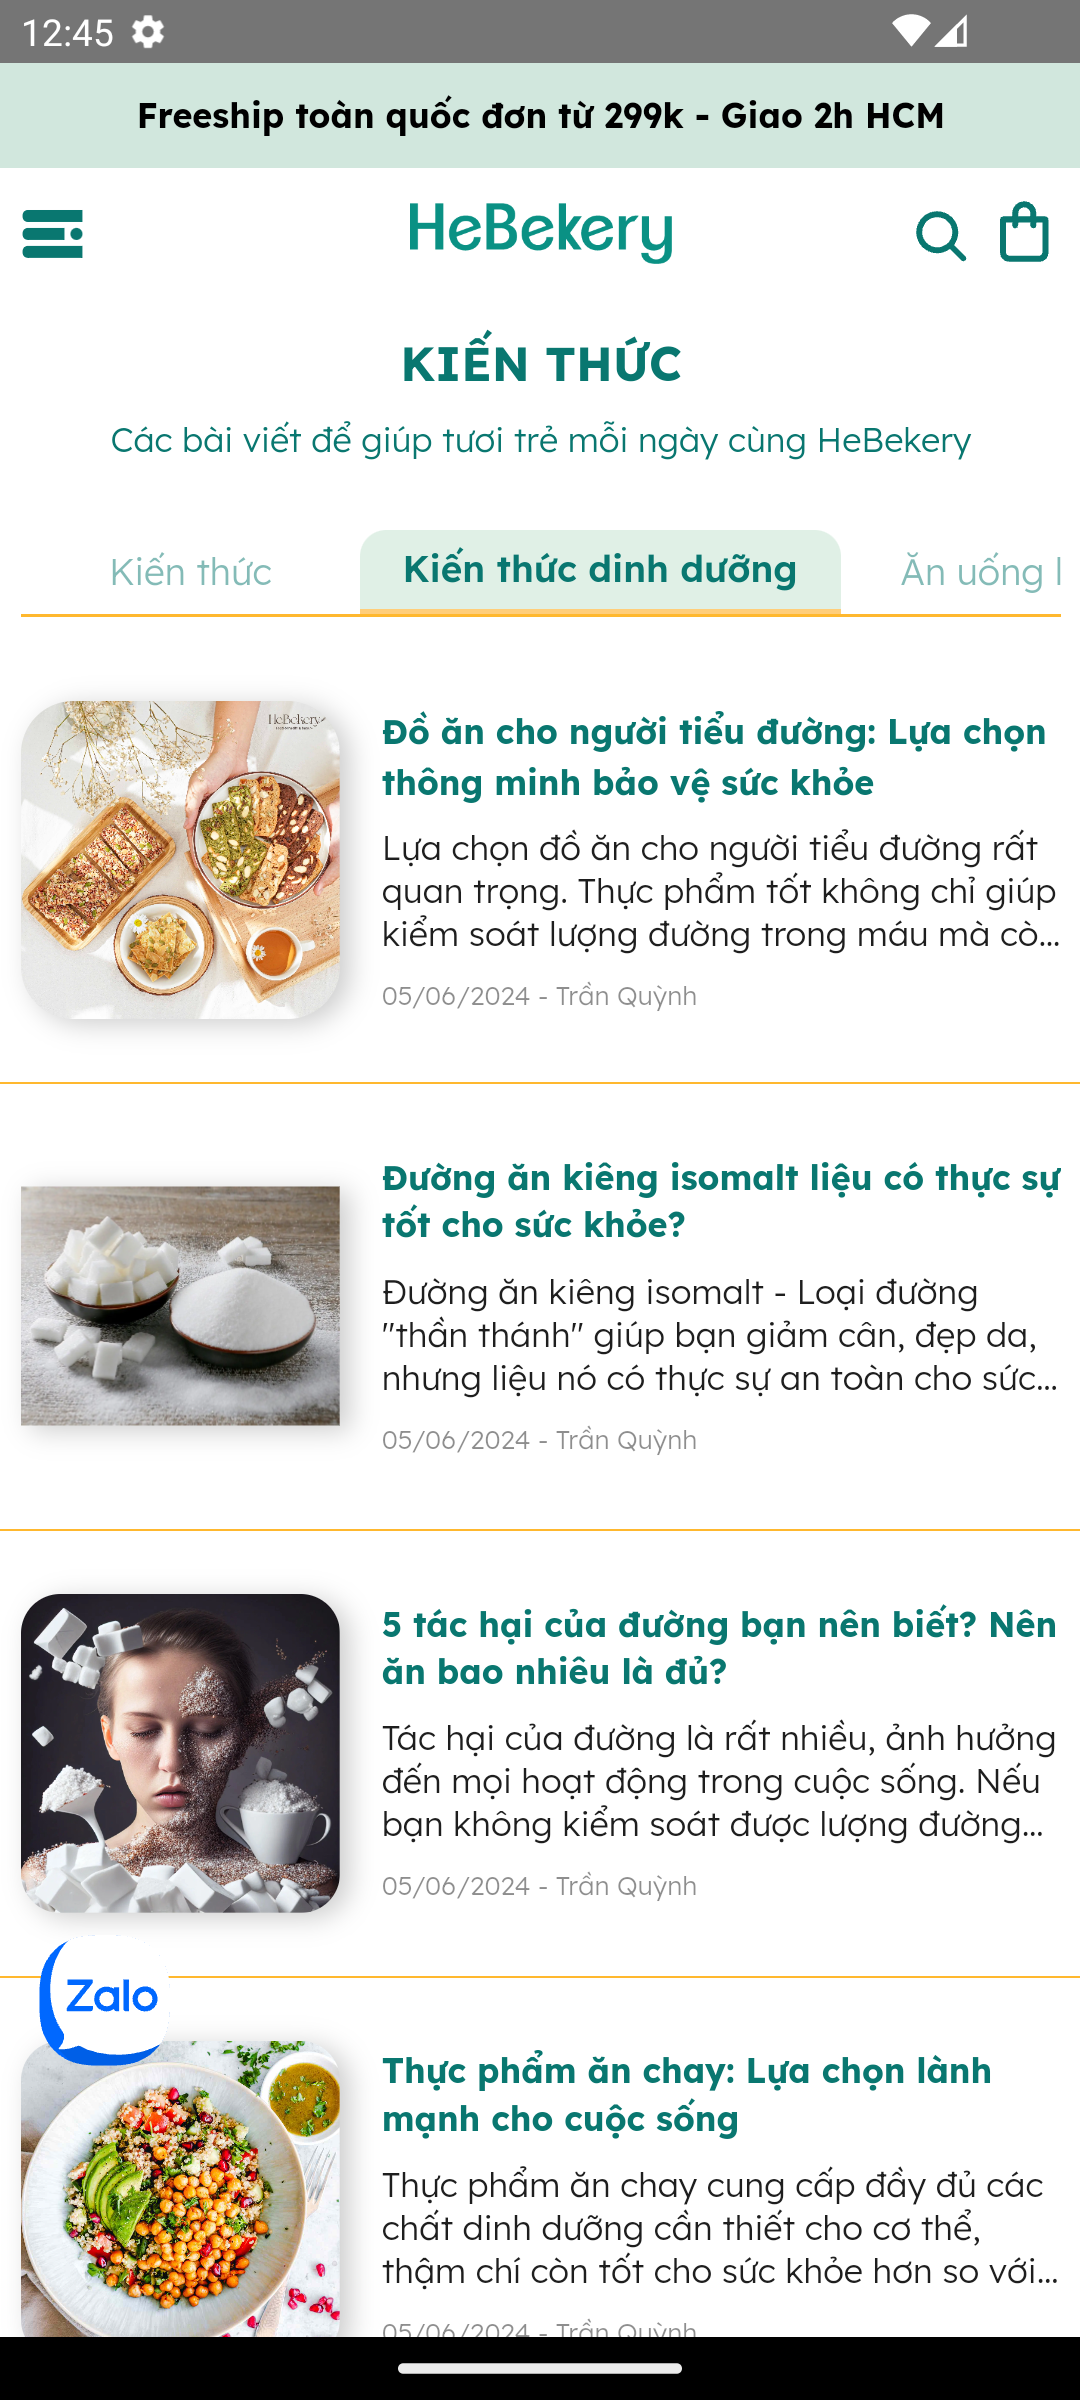 12:45
Freeship toàn quốc đơn từ 299k - Giao 2h HCM
HeBekery
KIẾN THỨC
Các bài viết để giúp tươi trẻ mỗi ngày cùng HeBekery
Kiến thức
Kiến thức dinh dưỡng
Ăn uống l
HeBekery
Đồ ăn cho người tiểu đường: Lựa chọn
thông minh bảo vệ sức khỏe
Lựa chọn đồ ăn cho người tiểu đường rất
quan trọng. Thực phẩm tốt không chỉ giúp
kiểm soát lượng đường trong máu mà cò...
05/06/2024 - Trần Quỳnh
Đường ăn kiêng isomalt liệu có thực sự
tốt cho sức khỏe?
Đường ăn kiêng isomalt - Loại đường
"thần thánh" giúp bạn giảm cân, đẹp da,
nhưng liệu nó có thực sự an toàn cho sức...
05/06/2024 - Trần Quỳnh
5 tác hại của đường bạn nên biết? Nên
ăn bao nhiêu là đủ?
Tác hại của đường là rất nhiều, ảnh hưởng
đến mọi hoạt động trong cuộc sống. Nếu
bạn không kiểm soát được lượng đường...
05/06/2024 - Trần Quỳnh
Zalo
Thực phẩm ăn chay: Lựa chọn lành
mạnh cho cuộc sống
Thực phẩm ăn chay cung cấp đầy đủ các
chất dinh dưỡng cần thiết cho cơ thể,
thậm chí còn tốt cho sức khỏe hơn so với...
05/06/2024 - Trần Quỳnh